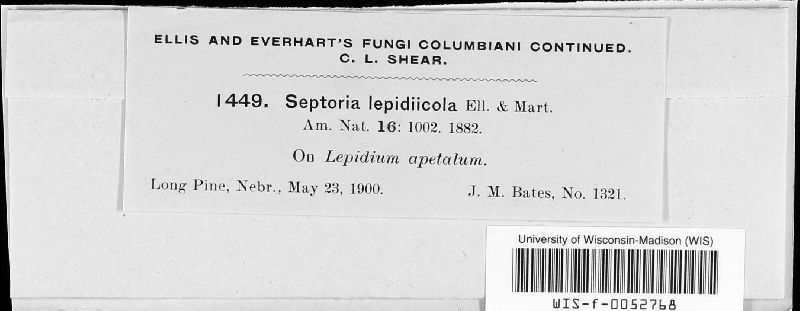 ELLIS AND EVERHART'S FUNGI COLUMBIANI CONTINUED.
C. L. SHEAR.
1449. Septoria lepidiicola Ell. & Mart.
Am. Nat. 16: 1002. 1882.
On Lepidium apetalum.
Long Pine, Nebr., May 23, 1900. J. M. Bates, No. 1321.
University of Wisconsin-Madison (WIS)
WIS-f-0052768